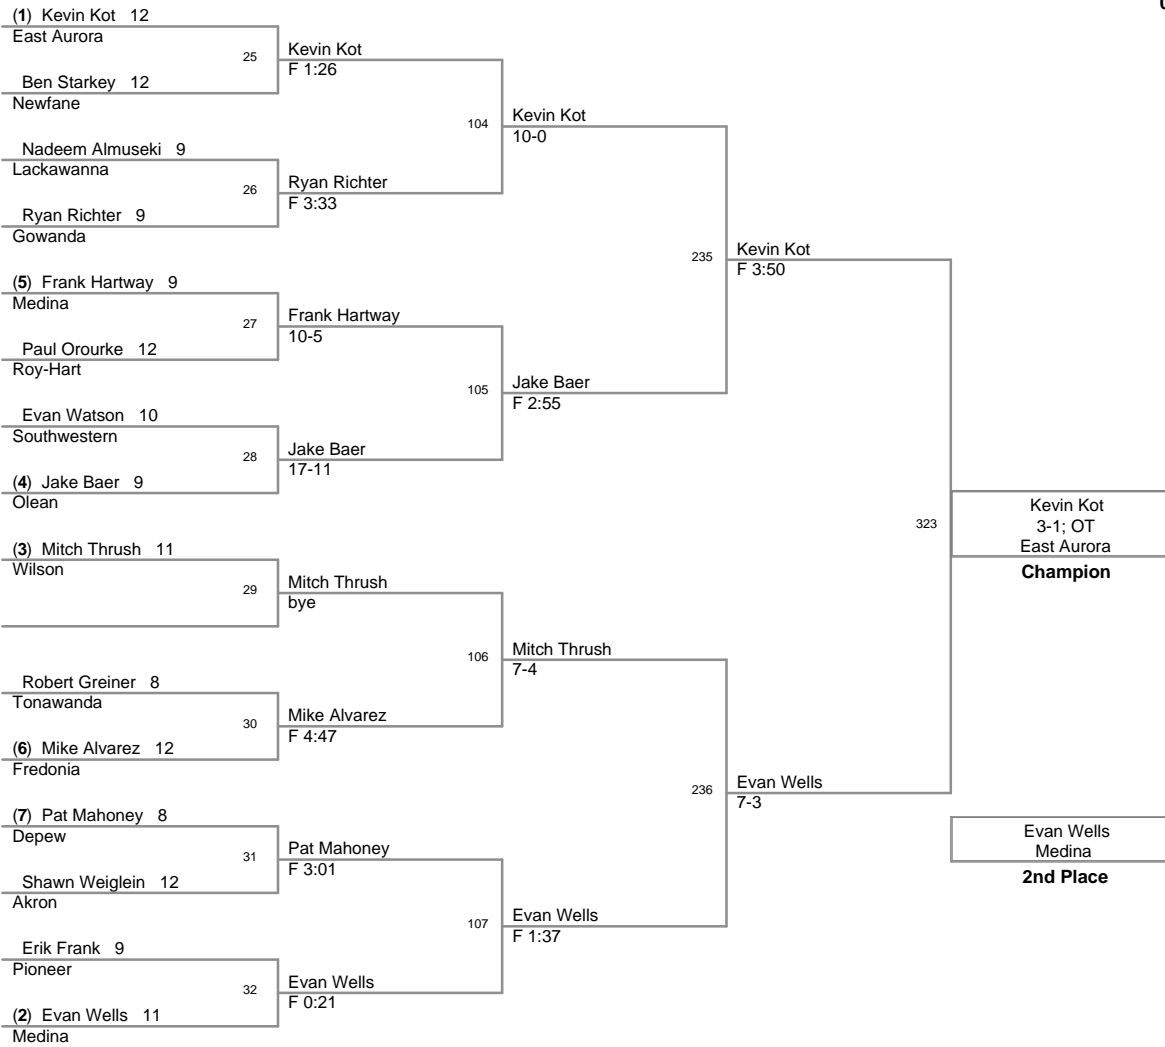 (1) Kevin Kot 12
East Aurora
25
Ben Starkey 12
Newfane
Kevin Kot
F 1:26
Nadeem Almuseki 9
Lackawanna
26
Ryan Richter 9
Gowanda
Ryan Richter
F 3:33
104
Kevin Kot
10-0
(5) Frank Hartway 9
Medina
27
Paul Orourke 12
Roy-Hart
Frank Hartway
10-5
Evan Watson 10
Southwestern
28
(4) Jake Baer 9
Olean
Jake Baer
17-11
105
Jake Baer
F 2:55
235
Kevin Kot
F 3:50
(3) Mitch Thrush 11
Wilson
29
Mitch Thrush
bye
Robert Greiner 8
Tonawanda
30
(6) Mike Alvarez 12
Fredonia
Mike Alvarez
F 4:47
106
Mitch Thrush
7-4
(7) Pat Mahoney 8
Depew
31
Shawn Weiglein 12
Akron
Pat Mahoney
F 3:01
Erik Frank 9
Pioneer
32
(2) Evan Wells 11
Medina
Evan Wells
F 0:21
107
Evan Wells
F 1:37
236
Evan Wells
7-3
323
Kevin Kot
3-1; OT
East Aurora
Champion
Evan Wells
Medina
2nd Place